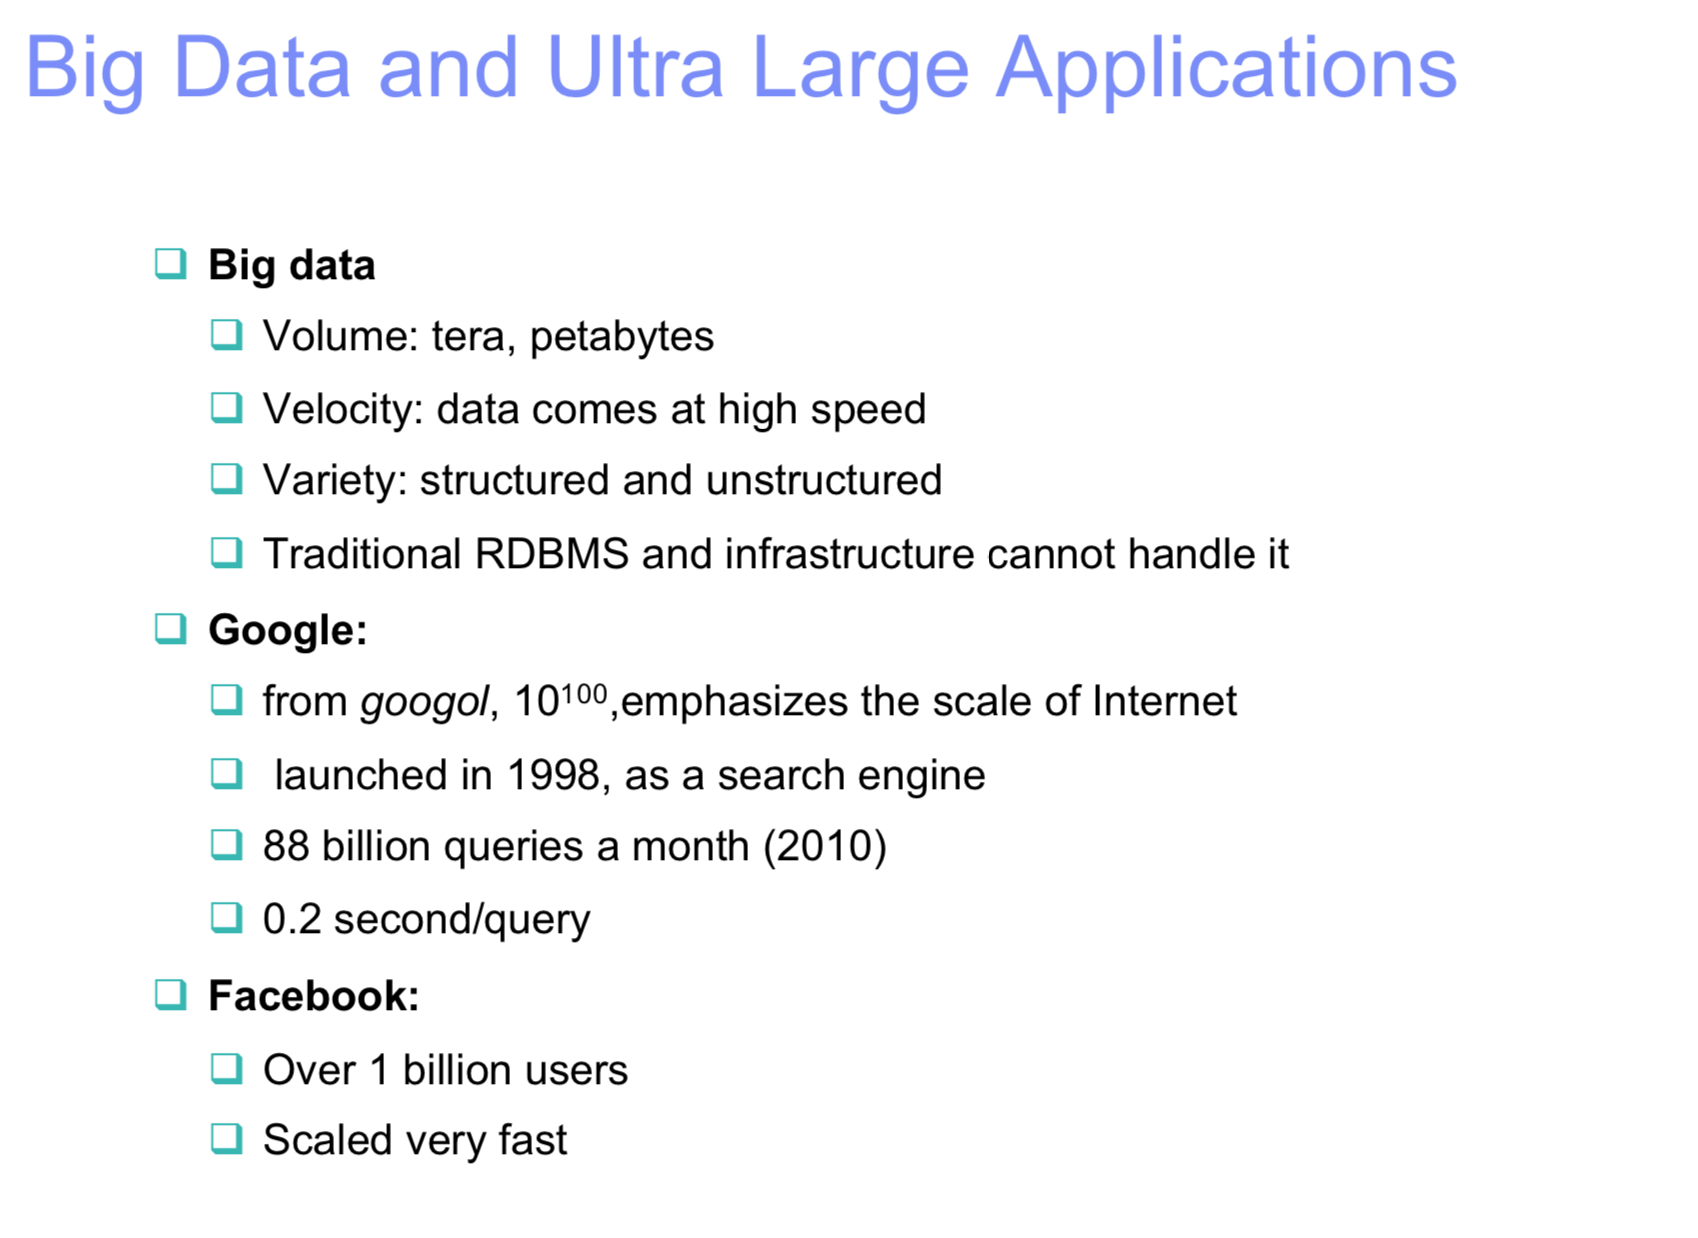 Big Data and Ultra Large Applications
Big data
Volume: tera, petabytes
Velocity: data comes at high speed
Variety: structured and unstructured
Traditional RDBMS and infrastructure cannot handle it
Google:
from googol, 10¹⁰⁰,emphasizes the scale of Internet
launched in 1998, as a search engine
88 billion queries a month (2010)
0.2 second/query
Facebook:
Over 1 billion users
Scaled very fast